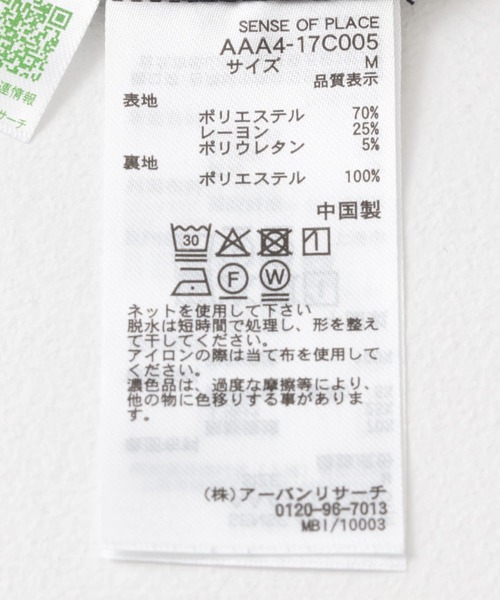 SENSE OF PLACE
AAA4-17C005
サイズ M
品質表示
表地
ポリエステル 70%
レーヨン 25%
ポリウレタン 5%
裏地
ポリエステル 100%
中国製
30
F W
ネットを使用して下さい
脱水は短時間で処理し、形を整え
て干してください。
アイロンの際は当て布を使用して
ください。
濃色品は、過度な摩擦等により、
他の物に色移りする事がありま
す。
(株)アーバンリサーチ
0120-96-7013
MB1/10003
連情報
サーチ